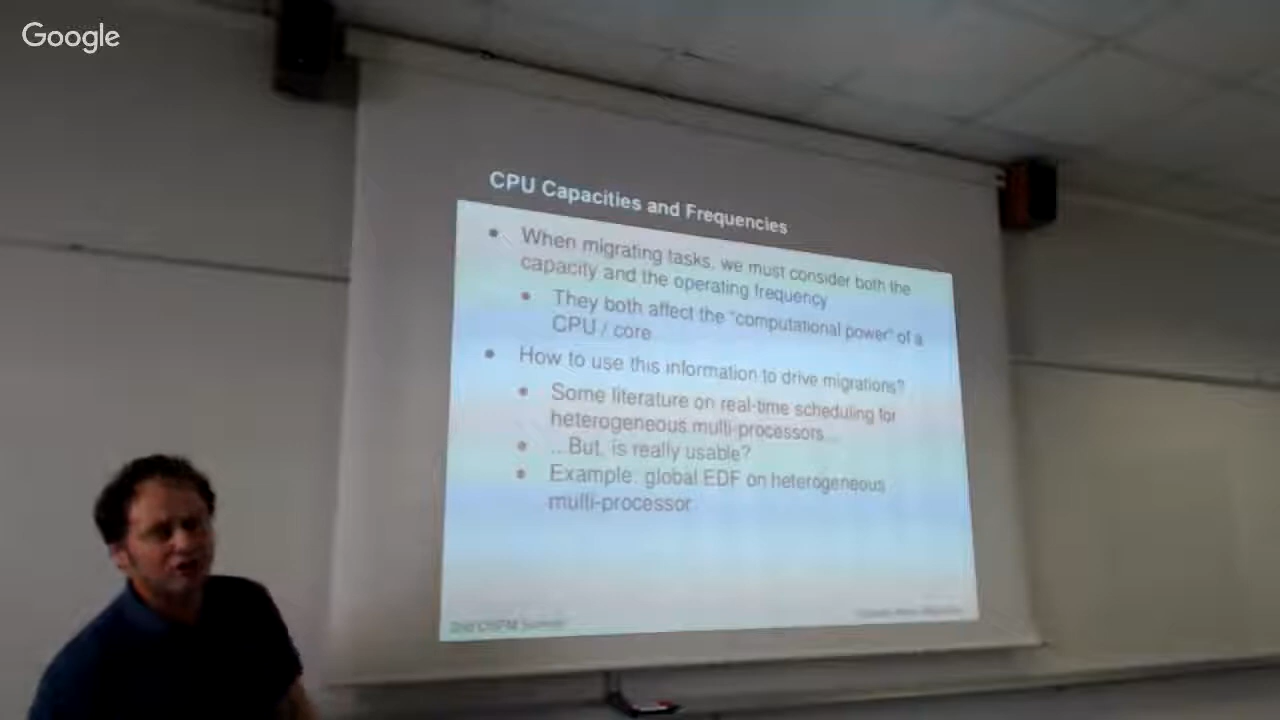 Google
CPU Capacities and Frequencies
When migrating tasks, we must consider both the
capacity and the operating frequency
They both affect the "computational power" of a
CPU / core
How to use this information to drive migrations?
Some literature on real-time scheduling for
heterogeneous multi-processors...
...But, is really usable?
Example: global EDF on heterogeneous
multi-processor
2nd